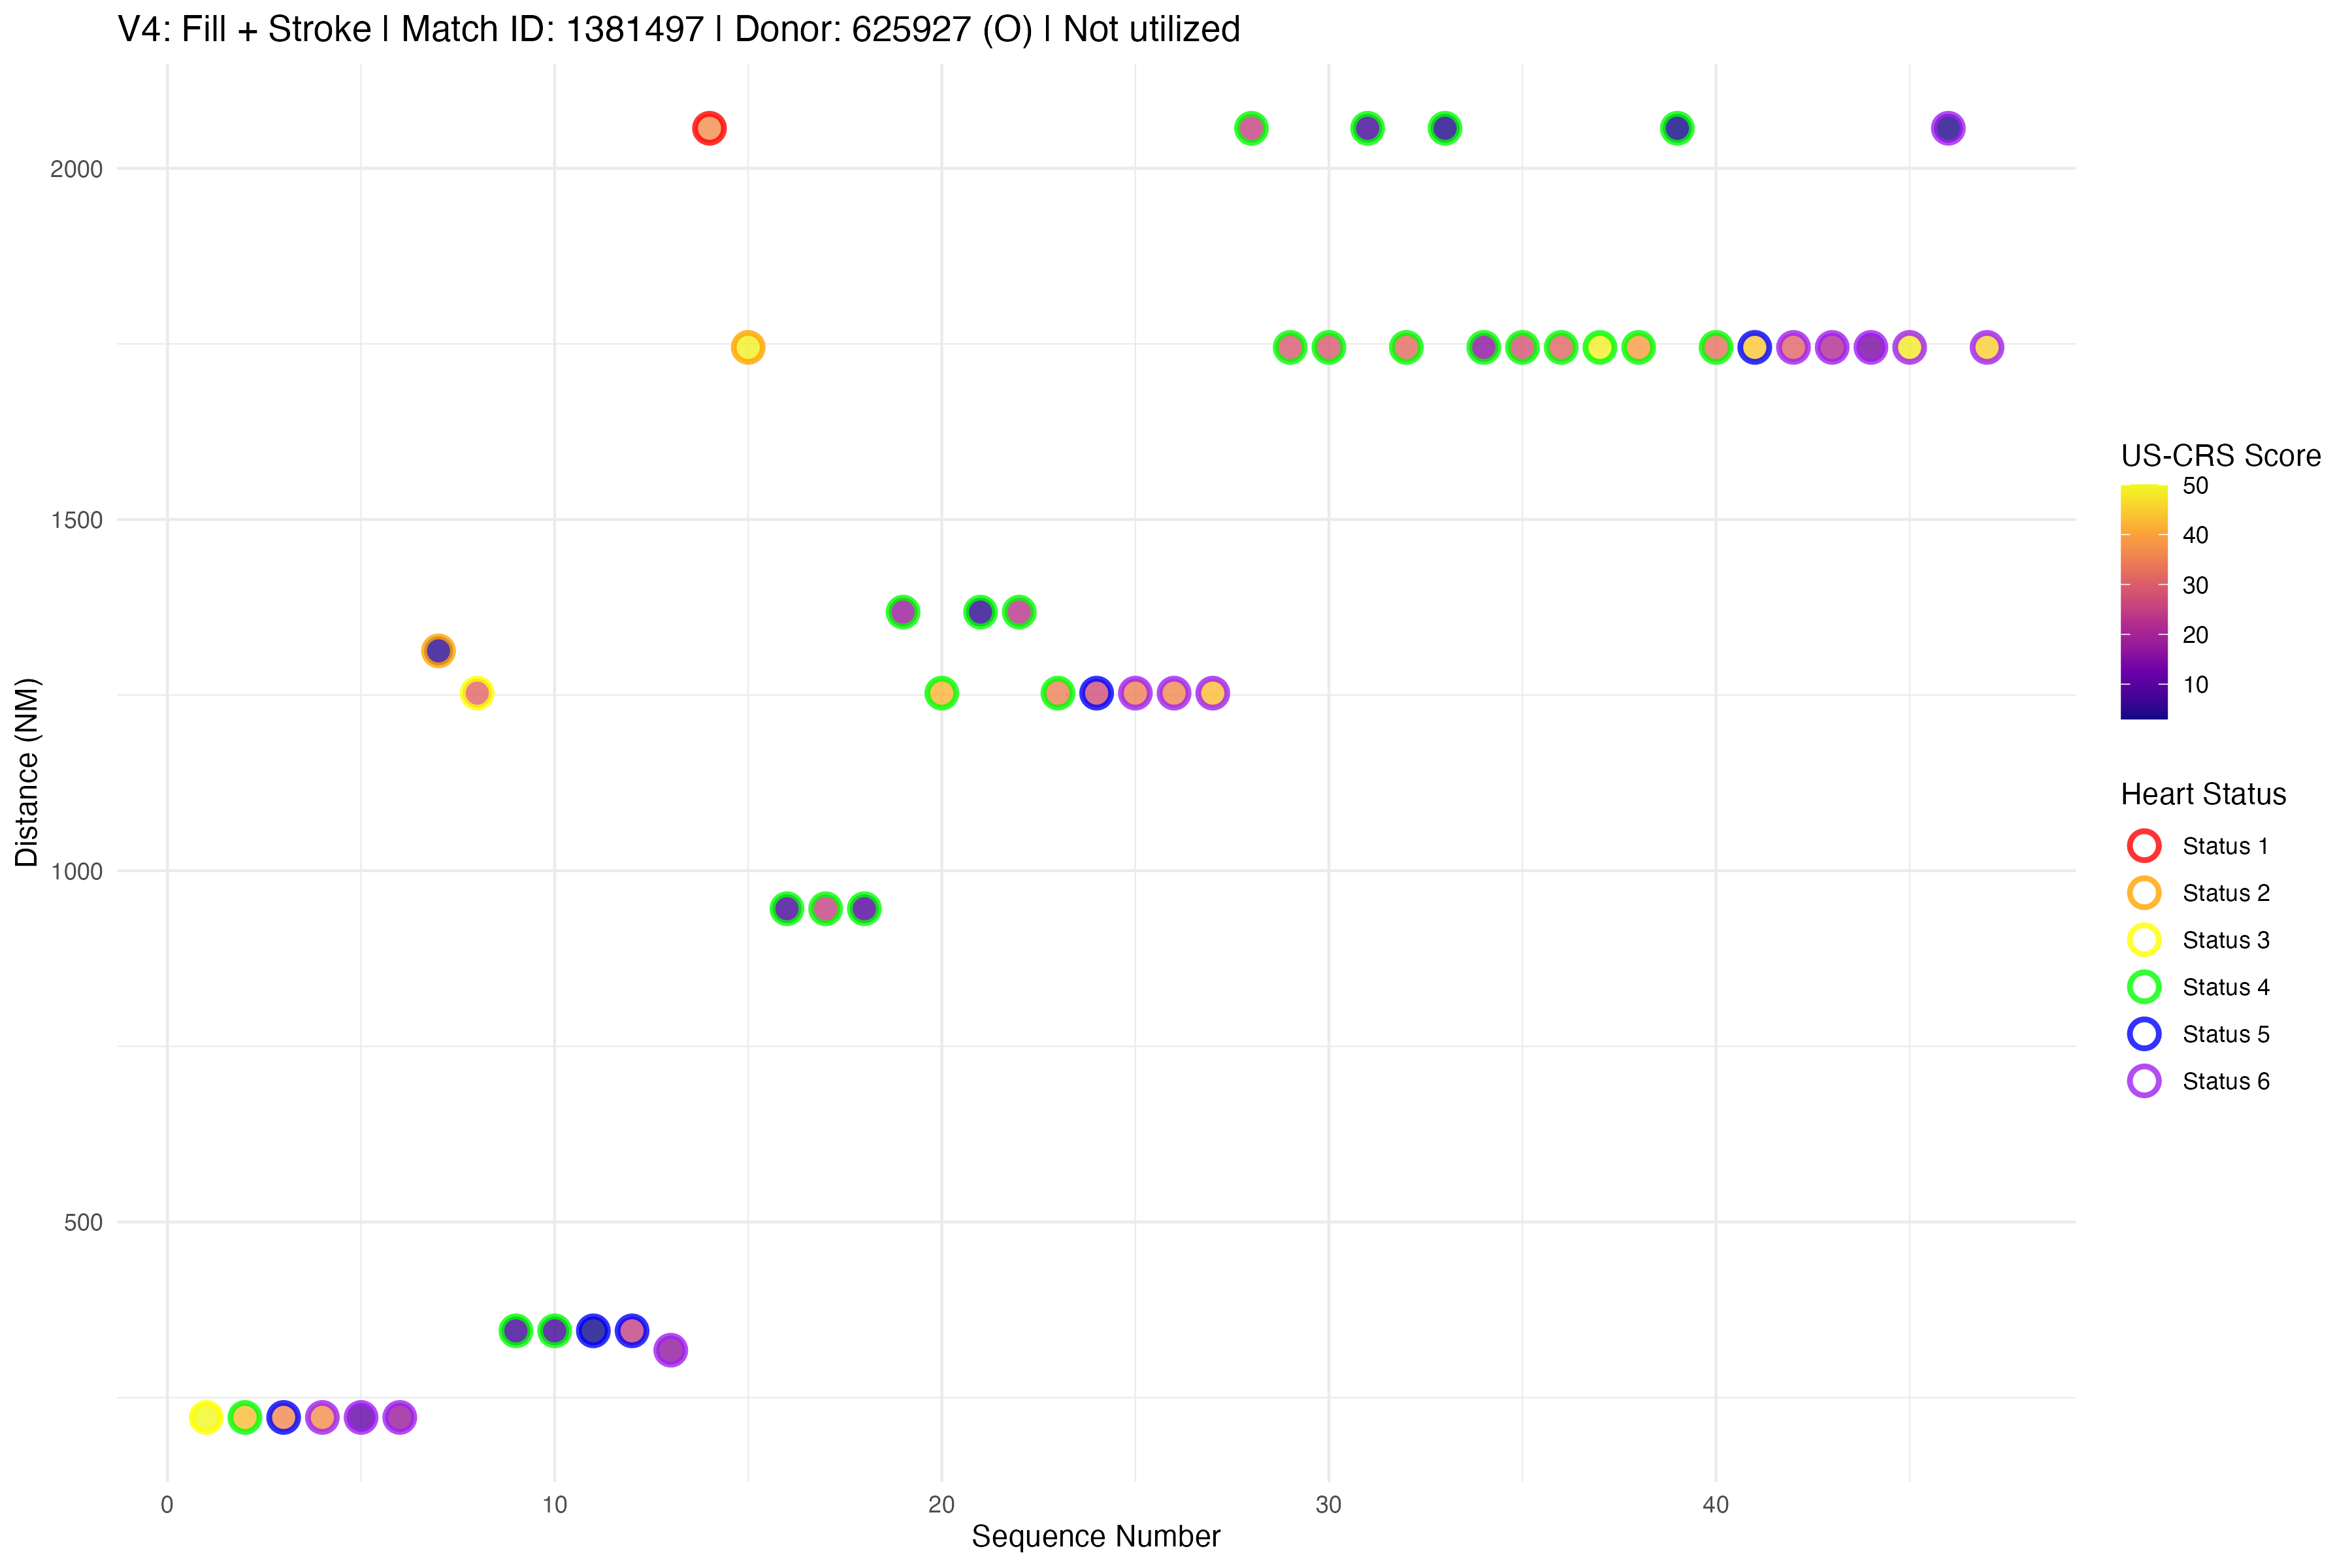 V4: Fill + Stroke | Match ID: 1381497 | Donor: 625927 (O) | Not utilized
Distance (NM)
2000
1500
1000
500
0
10
20
30
40
Sequence Number
US-CRS Score
50
40
30
20
10
Heart Status
Status 1
Status 2
Status 3
Status 4
Status 5
Status 6